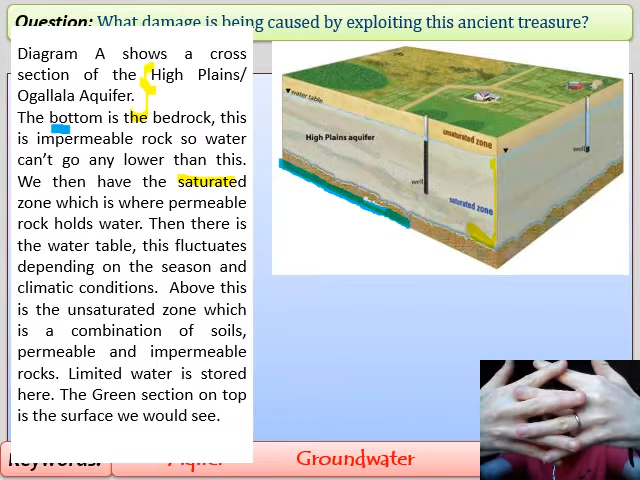 Question: What damage is being caused by exploiting this ancient treasure?
Diagram A shows a cross
section of the High Plains/
Ogallala Aquifer.
The bottom is the bedrock, this
is impermeable rock so water
can't go any lower than this.
We then have the saturated
zone which is where permeable
rock holds water. Then there is
the water table, this fluctuates
depending on the season and
climatic conditions. Above this
is the unsaturated zone which
is a combination of soils,
permeable and impermeable
rocks. Limited water is stored
here. The Green section on top
is the surface we would see.
water table
High Plains aquifer
well
unsaturated zone
saturated zone
well
Keywords: Aquifer Groundwater